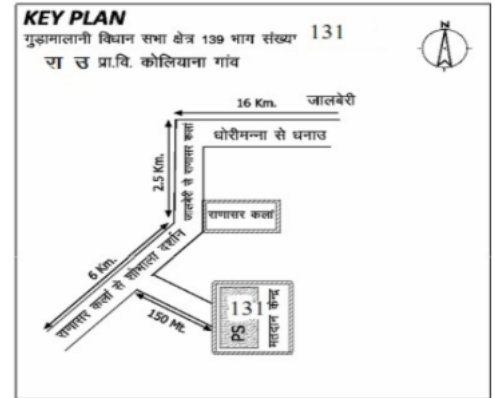 KEY PLAN
गुड़ामालानी विधान सभा क्षेत्र 139 भाग संख्या 131
रा उ प्रा.वि. कोलियाना गांव
N
16 Km. जालबेरी
धोरीमन्ना से धनाउ
2.5 Km.
जालबेरी से राणासर कलां
राणासर कलां
6 Km.
राणासर कलां से शोभाला दर्शान
150 Mt.
131
PS
मतदान केन्द्र